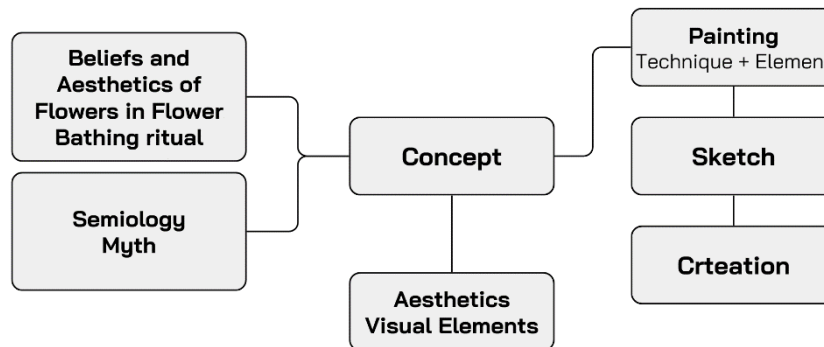 Beliefs and
Aesthetics of
Flowers in Flower
Bathing ritual
Semiology
Myth
Concept
Aesthetics
Visual Elements
Painting
Technique + Elemen
Sketch
Crteation